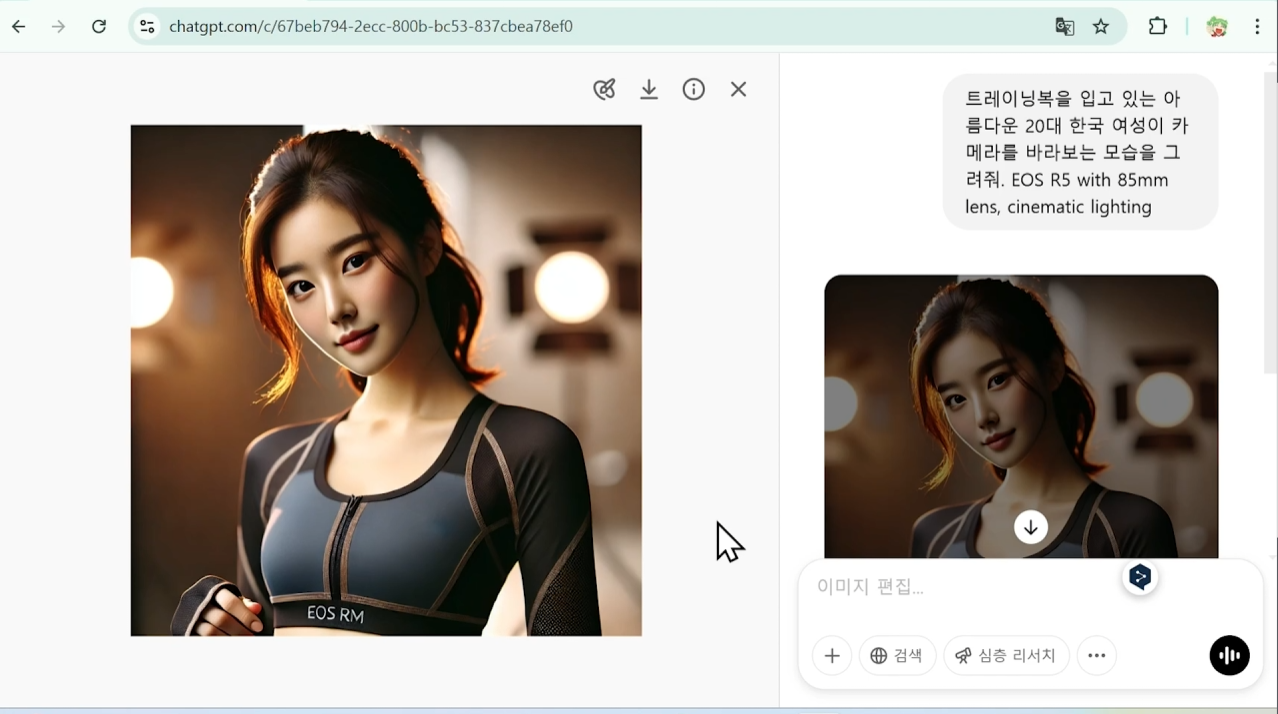 chatgpt.com/c/67beb794-2ecc-800b-bc53-837cbea78ef0
트레이닝복을 입고 있는 아
름다운 20대 한국 여성이 카
메라를 바라보는 모습을 그
려줘. EOS R5 with 85mm
lens, cinematic lighting
EOS RM
이미지 편집...
검색
심층 리서치